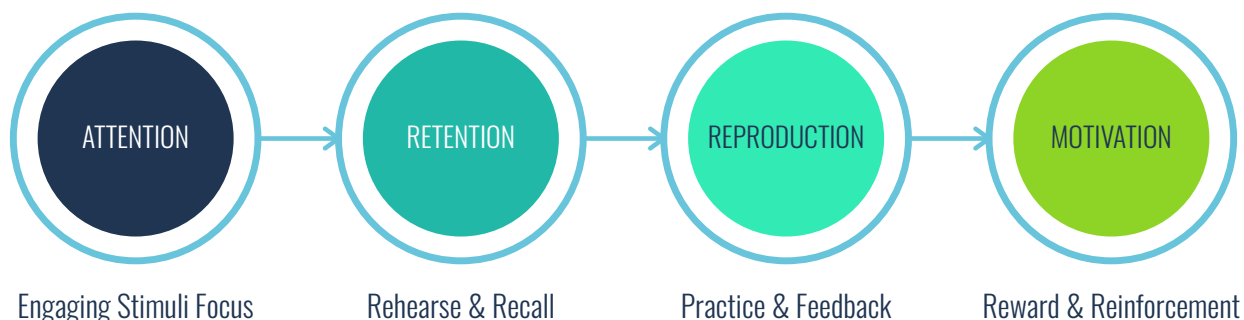 ATTENTION
RETENTION
REPRODUCTION
MOTIVATION
Engaging Stimuli Focus
Rehearse & Recall
Practice & Feedback
Reward & Reinforcement